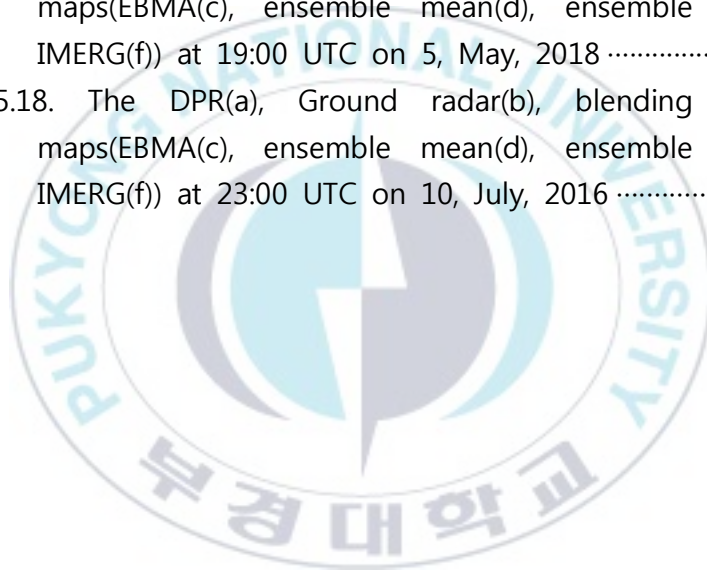 maps(EBMA(c), ensemble mean(d), ensemble
IMERG(f)) at 19:00 UTC on 5, May, 2018 ··············
5.18. The DPR(a), Ground radar(b), blending
maps(EBMA(c), ensemble mean(d), ensemble
IMERG(f)) at 23:00 UTC on 10, July, 2016 ············
PUKYONG NATIONAL UNIVERSITY
부경대학교